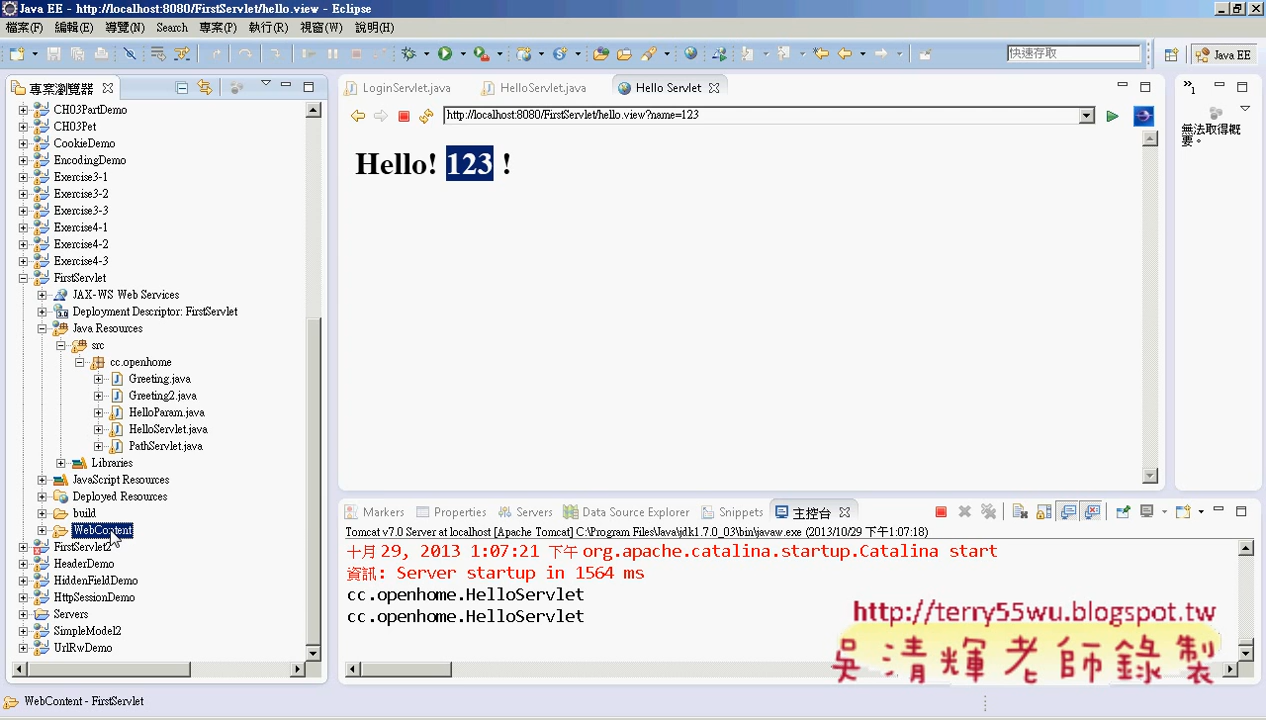 Java EE - http://localhost:8080/FirstServlet/hello.view - Eclipse
檔案(F) 編輯(E) 導覽(N) Search 專案(P) 執行(R) 視窗(W) 說明(H)
快速存取
Java EE
專案瀏覽器
CH03PartDemo
CH03Pet
CookieDemo
EncodingDemo
Exercise3-1
Exercise3-2
Exercise3-3
Exercise4-1
Exercise4-2
Exercise4-3
FirstServlet
JAX-WS Web Services
Deployment Descriptor: FirstServlet
Java Resources
src
cc.openhome
Greeting.java
Greeting2.java
HelloParam.java
HelloServlet.java
PathServlet.java
Libraries
JavaScript Resources
Deployed Resources
build
WebContent
FirstServlet2
HeaderDemo
HiddenFieldDemo
HttpSessionDemo
Servers
SimpleModel2
UrlRwDemo
LoginServlet.java HelloServlet.java Hello Servlet
http://localhost:8080/FirstServlet/hello.view?name=123
Hello! 123 !
無法取得概要。
Markers Properties Servers Data Source Explorer Snippets 主控台
Tomcat v7.0 Server at localhost [Apache Tomcat] C:\Program Files\Java\jdk1.7.0_03\bin\javaw.exe (2013/10/29 下午1:07:18)
十月 29, 2013 1:07:21 下午 org.apache.catalina.startup.Catalina start
資訊: Server startup in 1564 ms
cc.openhome.HelloServlet
cc.openhome.HelloServlet
http://terry55wu.blogspot.tw
吳清輝老師錄製
WebContent - FirstServlet